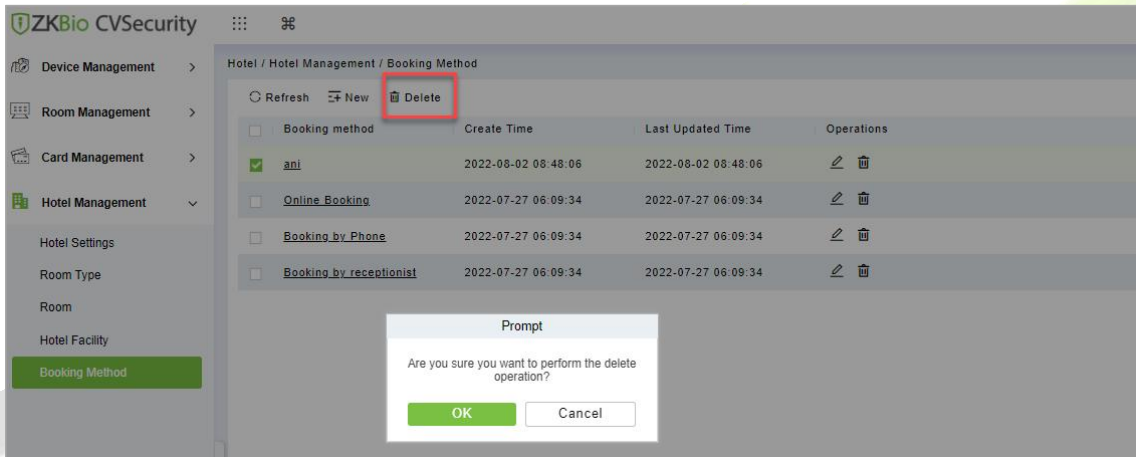 ZKBio CVSecurity
Device Management
Room Management
Card Management
Hotel Management
Hotel Settings
Room Type
Room
Hotel Facility
Booking Method
Hotel / Hotel Management / Booking Method
Refresh New Delete
Booking method Create Time Last Updated Time Operations
ani 2022-08-02 08:48:06 2022-08-02 08:48:06
Online Booking 2022-07-27 06:09:34 2022-07-27 06:09:34
Booking by Phone 2022-07-27 06:09:34 2022-07-27 06:09:34
Booking by receptionist 2022-07-27 06:09:34 2022-07-27 06:09:34
Prompt
Are you sure you want to perform the delete
operation?
OK Cancel